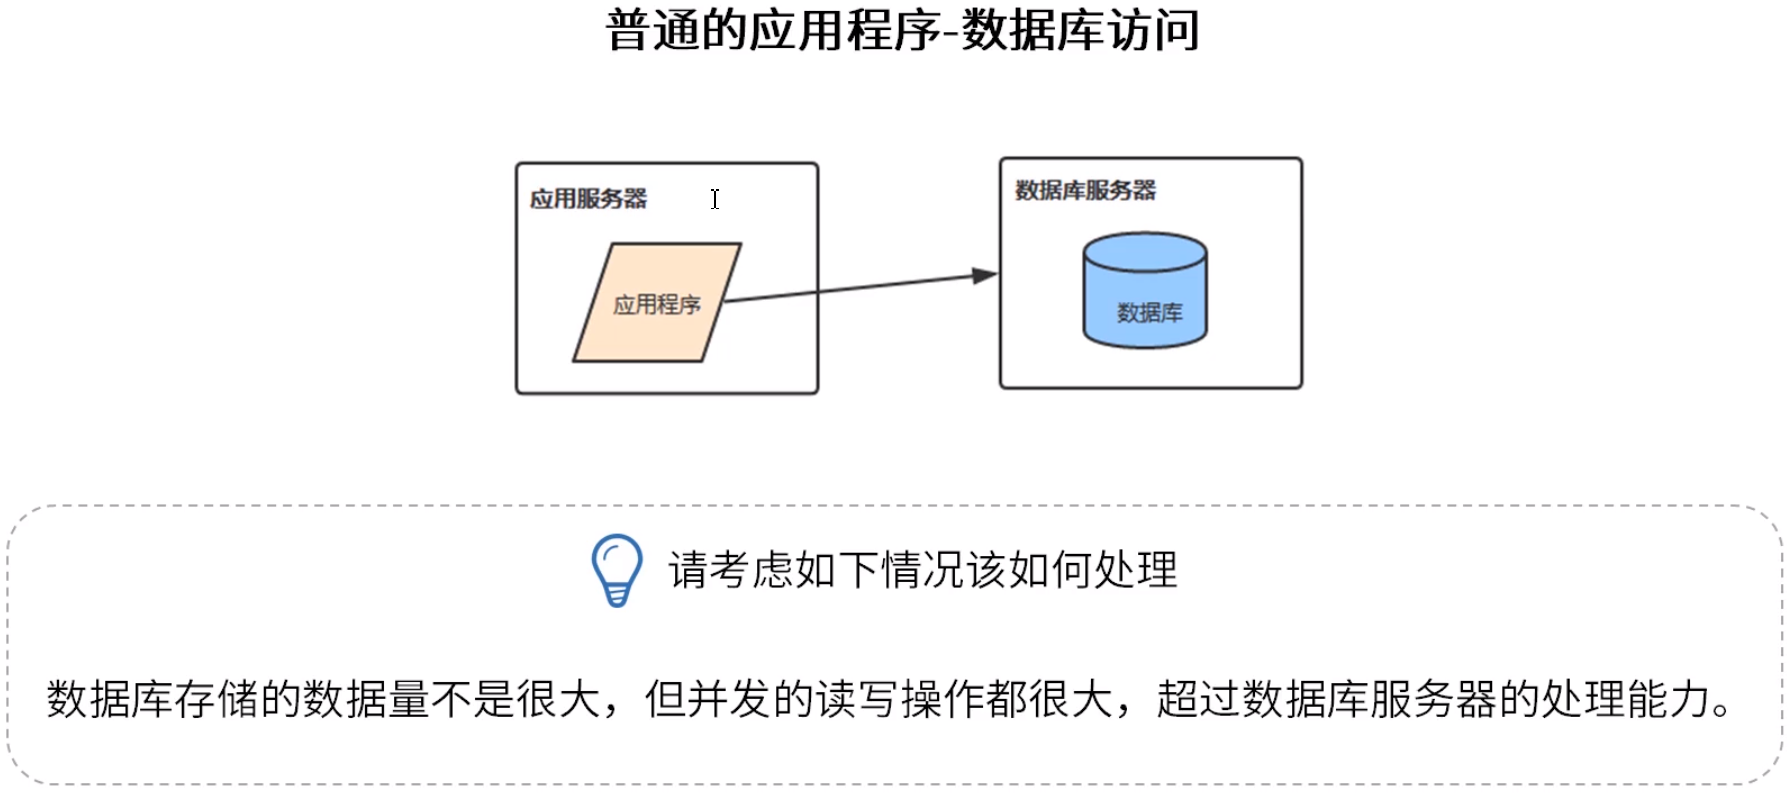 普通的应用程序-数据库访问
应用服务器
数据库服务器
应用程序
数据库
请考虑如下情况该如何处理
数据库存储的数据量不是很大，但并发的读写操作都很大，超过数据库服务器的处理能力。